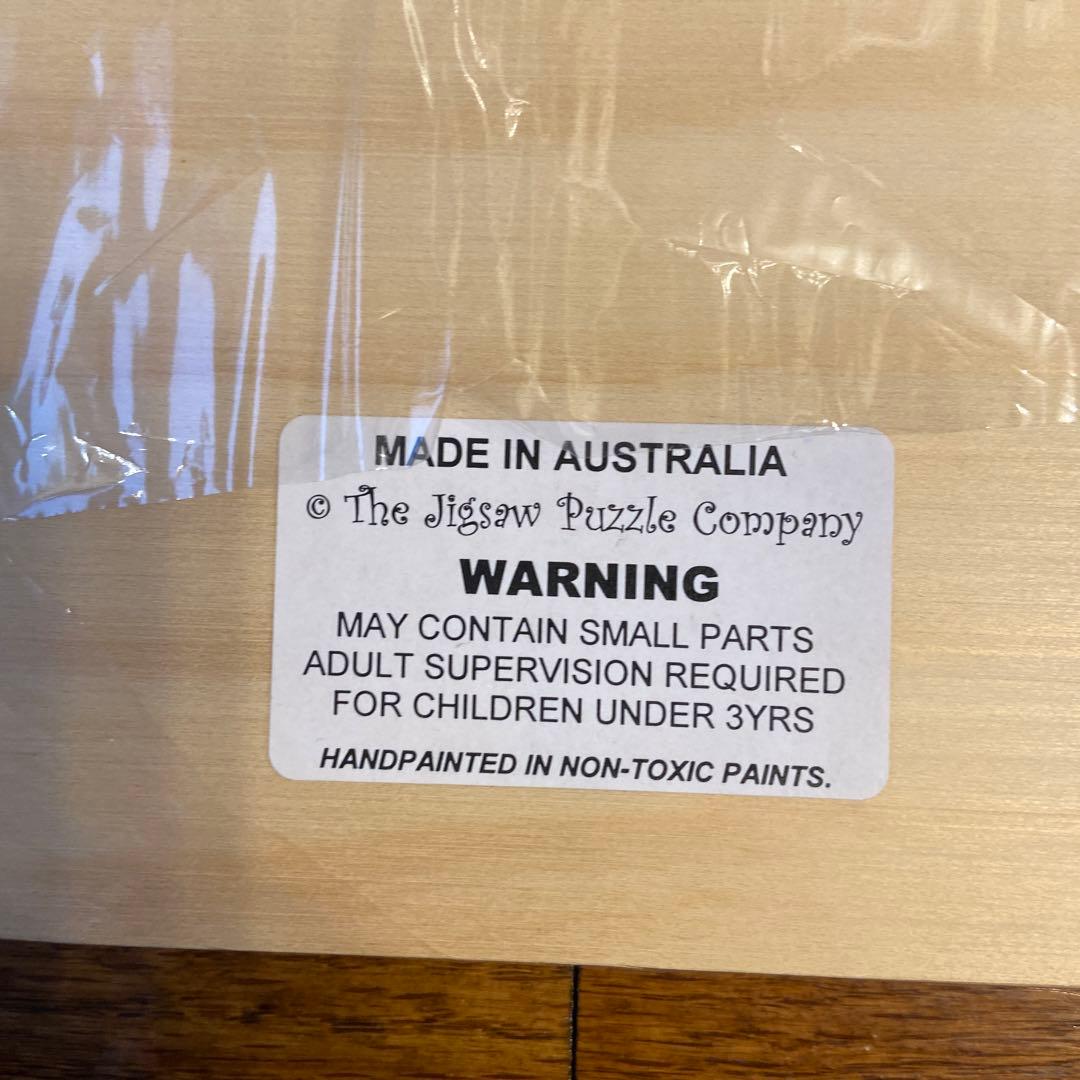 MADE IN AUSTRALIA
© The Jigsaw Puzzle Company
WARNING
MAY CONTAIN SMALL PARTS
ADULT SUPERVISION REQUIRED
FOR CHILDREN UNDER 3YRS
HANDPAINTED IN NON-TOXIC PAINTS.